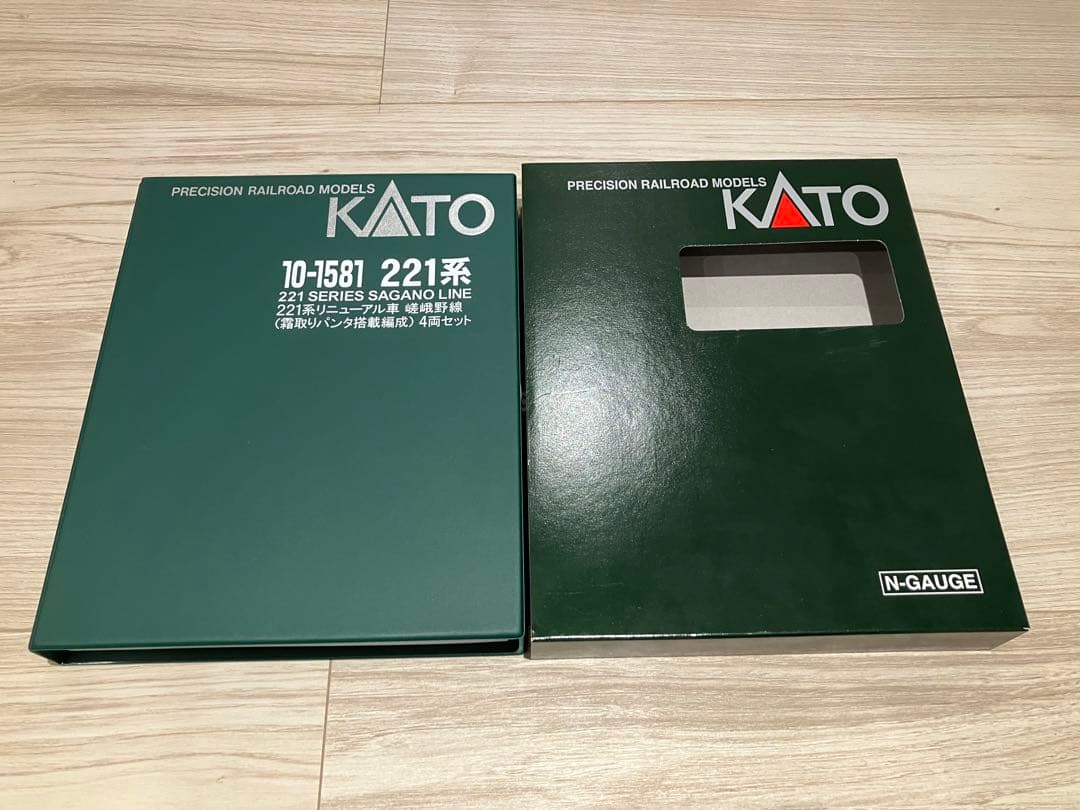 PRECISION RAILROAD MODELS
KATO
10-1581 221系
221 SERIES SAGANO LINE
221系リニューアル車 嵯峨野線
(霜取りパンタ搭載編成) 4両セット
PRECISION RAILROAD MODELS
KATO
N-GAUGE